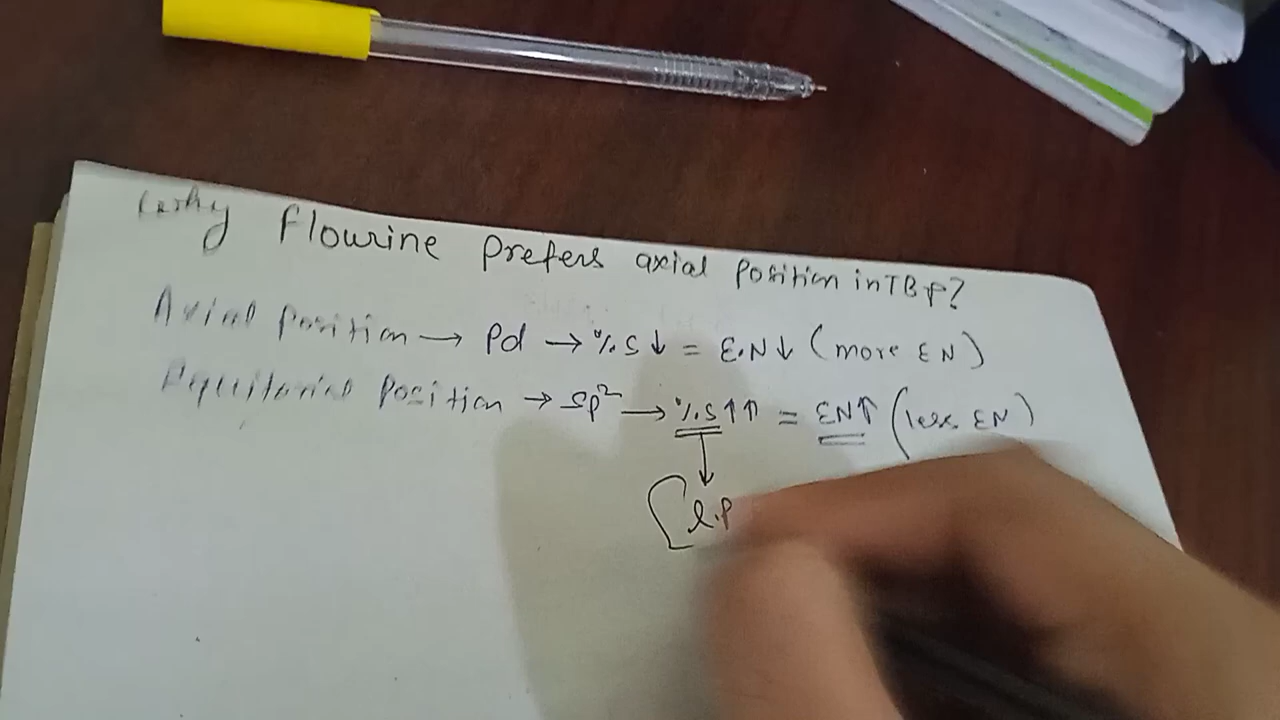 Why Flourine Prefers axial Position in TBP?
Axial Position → Pd → %S↓ = E.N↓ (more EN)
Equitorial Position → sp² → %S↑↑ = EN↑ (less EN)
↓
[l.p